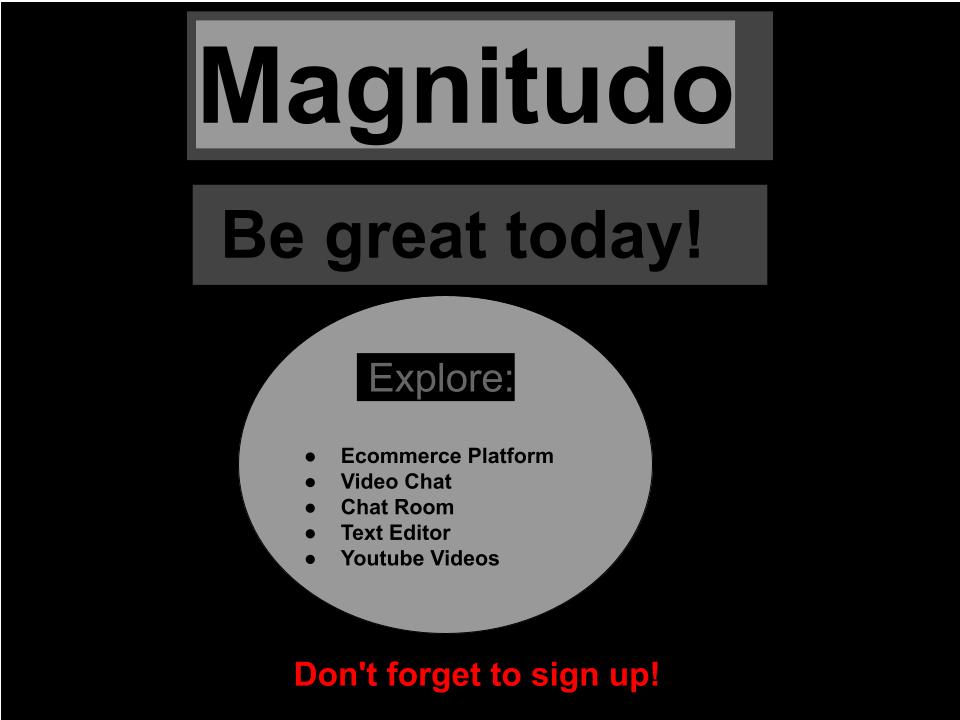 Magnitudo
Be great today!
Explore:
● Ecommerce Platform
● Video Chat
● Chat Room
● Text Editor
● Youtube Videos
Don't forget to sign up!